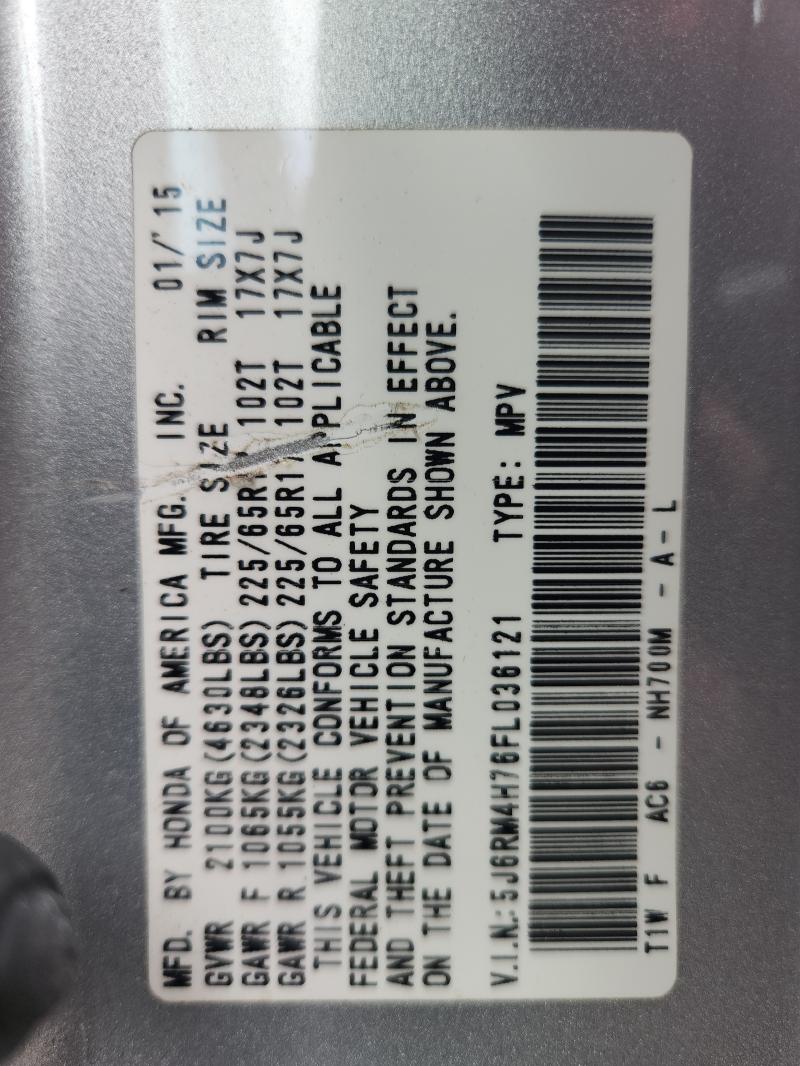 MFD. BY HONDA OF AMERICA MFG. INC. 01/'15
GVWR 2100KG(4630LBS) TIRE SIZE RIM SIZE
GAWR F 1065KG(2348LBS) 225/65R17 102T 17X7J
GAWR R 1055KG(2326LBS) 225/65R17 102T 17X7J
THIS VEHICLE CONFORMS TO ALL APPLICABLE
FEDERAL MOTOR VEHICLE SAFETY
AND THEFT PREVENTION STANDARDS IN EFFECT
ON THE DATE OF MANUFACTURE SHOWN ABOVE.
V.I.N.: 5J6RM4H76FL036121 TYPE: MPV
T1W F AC6 - NH700M - A - L